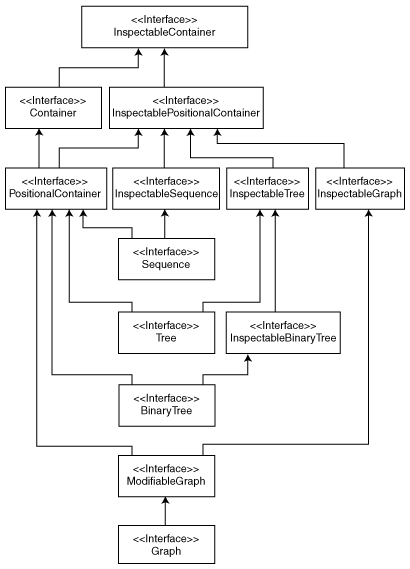 <<Interface>>
InspectableContainer
<<Interface>>
Container
<<Interface>>
InspectablePositionalContainer
<<Interface>>
PositionalContainer
<<Interface>>
InspectableSequence
<<Interface>>
InspectableTree
<<Interface>>
InspectableGraph
<<Interface>>
Sequence
<<Interface>>
Tree
<<Interface>>
InspectableBinaryTree
<<Interface>>
BinaryTree
<<Interface>>
ModifiableGraph
<<Interface>>
Graph